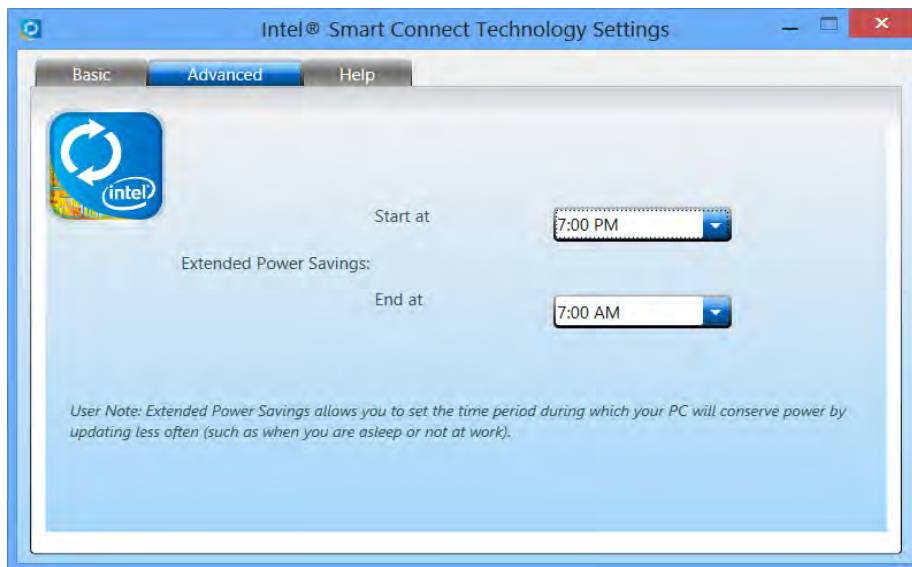 Intel® Smart Connect Technology Settings
Basic
Advanced
Help
intel
Start at
7:00 PM
Extended Power Savings:
End at
7:00 AM
User Note: Extended Power Savings allows you to set the time period during which your PC will conserve power by
updating less often (such as when you are asleep or not at work).